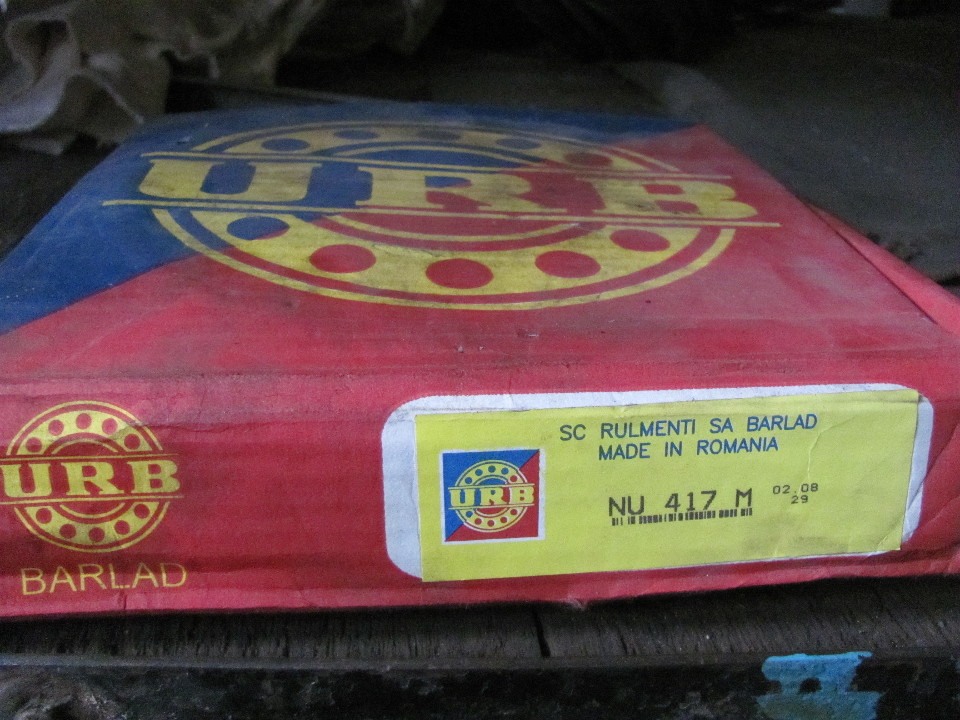 URB
URB
BARLAD
SC RULMENTI SA BARLAD
MADE IN ROMANIA
URB
NU 417 M
02.08
29